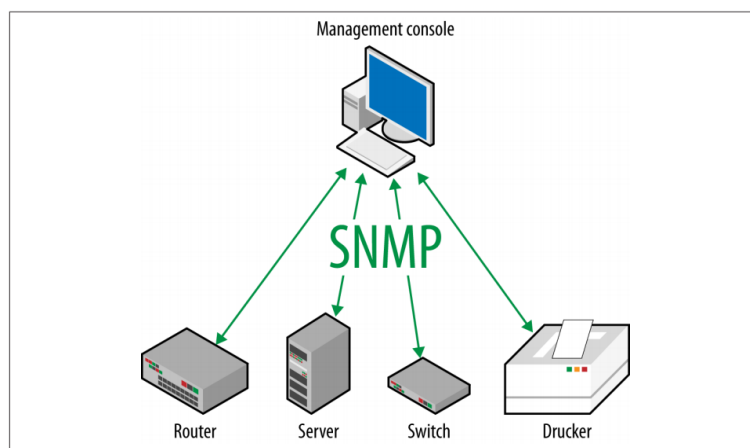 Management console
SNMP
Router
Server
Switch
Drucker